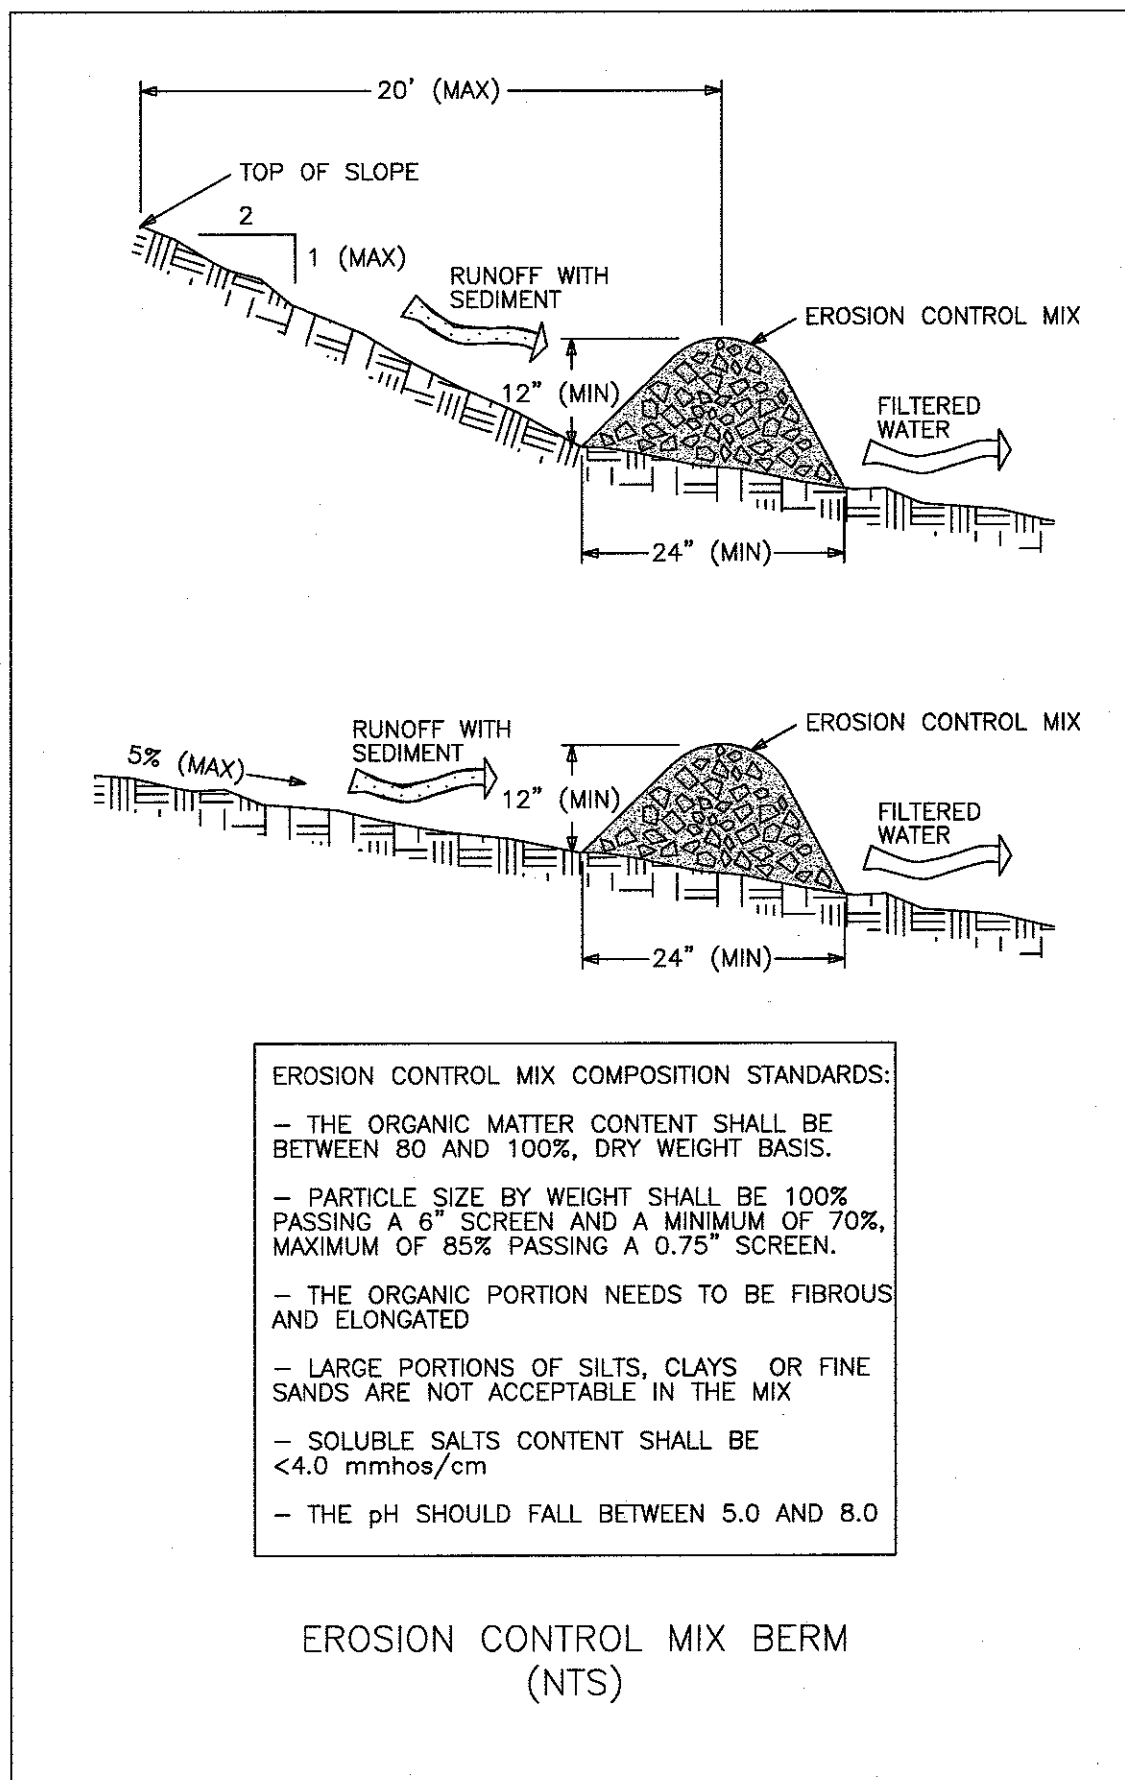 20' (MAX)
TOP OF SLOPE
2
1 (MAX)
RUNOFF WITH
SEDIMENT
EROSION CONTROL MIX
12" (MIN)
FILTERED
WATER
24" (MIN)
RUNOFF WITH
SEDIMENT
EROSION CONTROL MIX
5% (MAX)
12" (MIN)
FILTERED
WATER
24" (MIN)
EROSION CONTROL MIX COMPOSITION STANDARDS:
– THE ORGANIC MATTER CONTENT SHALL BE
BETWEEN 80 AND 100%, DRY WEIGHT BASIS.
– PARTICLE SIZE BY WEIGHT SHALL BE 100%
PASSING A 6" SCREEN AND A MINIMUM OF 70%,
MAXIMUM OF 85% PASSING A 0.75" SCREEN.
– THE ORGANIC PORTION NEEDS TO BE FIBROUS
AND ELONGATED
– LARGE PORTIONS OF SILTS, CLAYS  OR FINE
SANDS ARE NOT ACCEPTABLE IN THE MIX
– SOLUBLE SALTS CONTENT SHALL BE
<4.0 mmhos/cm
– THE pH SHOULD FALL BETWEEN 5.0 AND 8.0
EROSION CONTROL MIX BERM
(NTS)